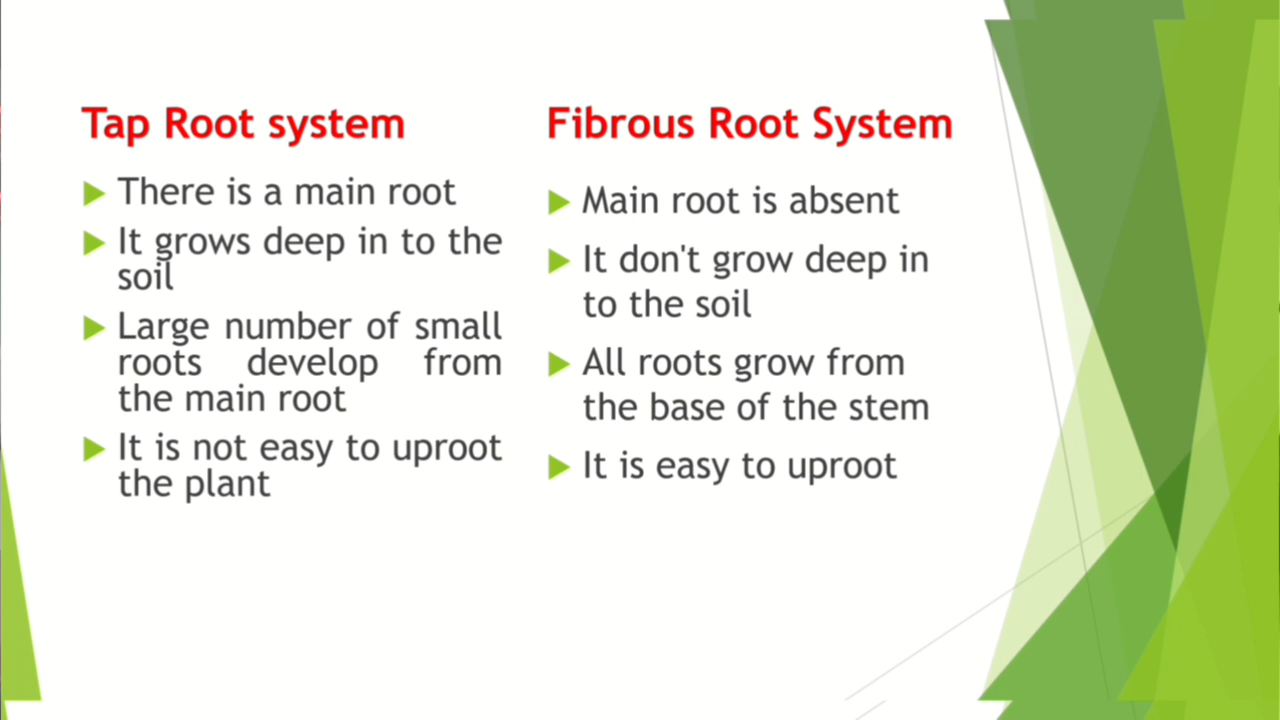 Tap Root system
There is a main root
It grows deep in to the
soil
Large number of small
roots develop from
the main root
It is not easy to uproot
the plant
Fibrous Root System
Main root is absent
It don't grow deep in
to the soil
All roots grow from
the base of the stem
It is easy to uproot